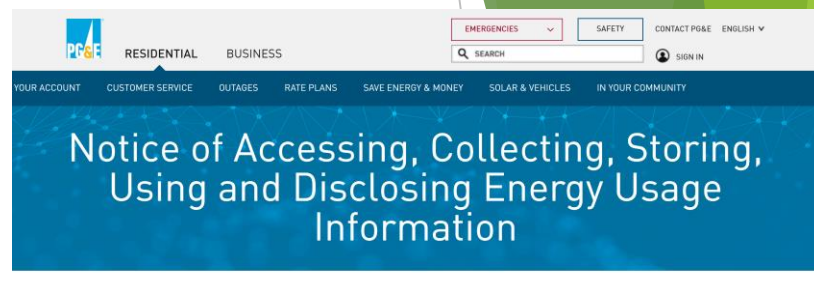 EMERGENCIES
SAFETY
CONTACT PG&E
ENGLISH
PG&E
RESIDENTIAL
BUSINESS
SEARCH
SIGN IN
YOUR ACCOUNT
CUSTOMER SERVICE
OUTAGES
RATE PLANS
SAVE ENERGY & MONEY
SOLAR & VEHICLES
IN YOUR COMMUNITY
Notice of Accessing, Collecting, Storing,
Using and Disclosing Energy Usage
Information